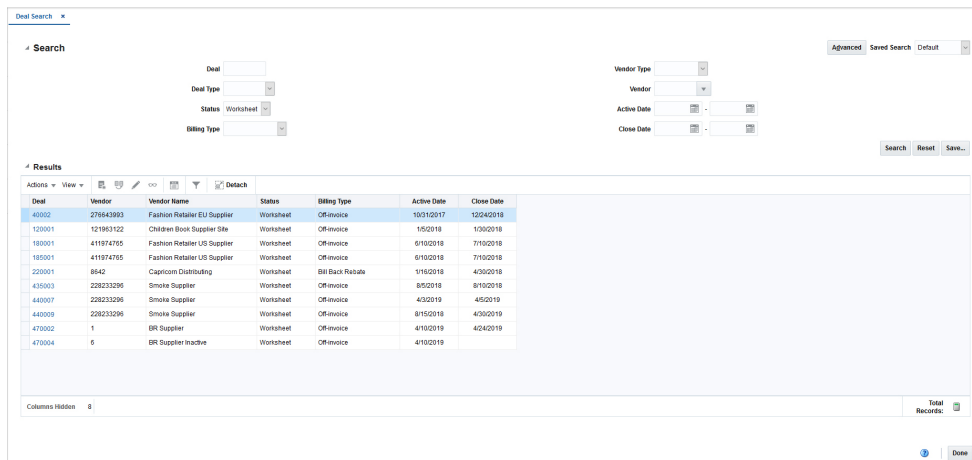 Deal Search ×
Search
Advanced Saved Search Default
Deal Vendor Type
Deal Type Vendor
Status Worksheet Active Date -
Billing Type Close Date -
Search Reset Save...
Results
Actions View Detach
Deal Vendor Vendor Name Status Billing Type Active Date Close Date
40002 276643993 Fashion Retailer EU Supplier Worksheet Off-invoice 10/31/2017 12/24/2018
120001 121963122 Children Book Supplier Site Worksheet Off-invoice 1/5/2018 1/30/2018
180001 411974765 Fashion Retailer US Supplier Worksheet Off-invoice 6/10/2018 7/10/2018
185001 411974765 Fashion Retailer US Supplier Worksheet Off-invoice 6/10/2018 7/10/2018
220001 8642 Capricorn Distributing Worksheet Bill Back Rebate 1/16/2018 4/30/2018
435003 228233296 Smoke Supplier Worksheet Off-invoice 8/5/2018 8/10/2018
440007 228233296 Smoke Supplier Worksheet Off-invoice 4/3/2019 4/5/2019
440009 228233296 Smoke Supplier Worksheet Off-invoice 8/15/2018 4/30/2019
470002 1 BR Supplier Worksheet Off-invoice 4/10/2019 4/24/2019
470004 6 BR Supplier Inactive Worksheet Off-invoice 4/10/2019
Columns Hidden 8
Total
Records:
Done